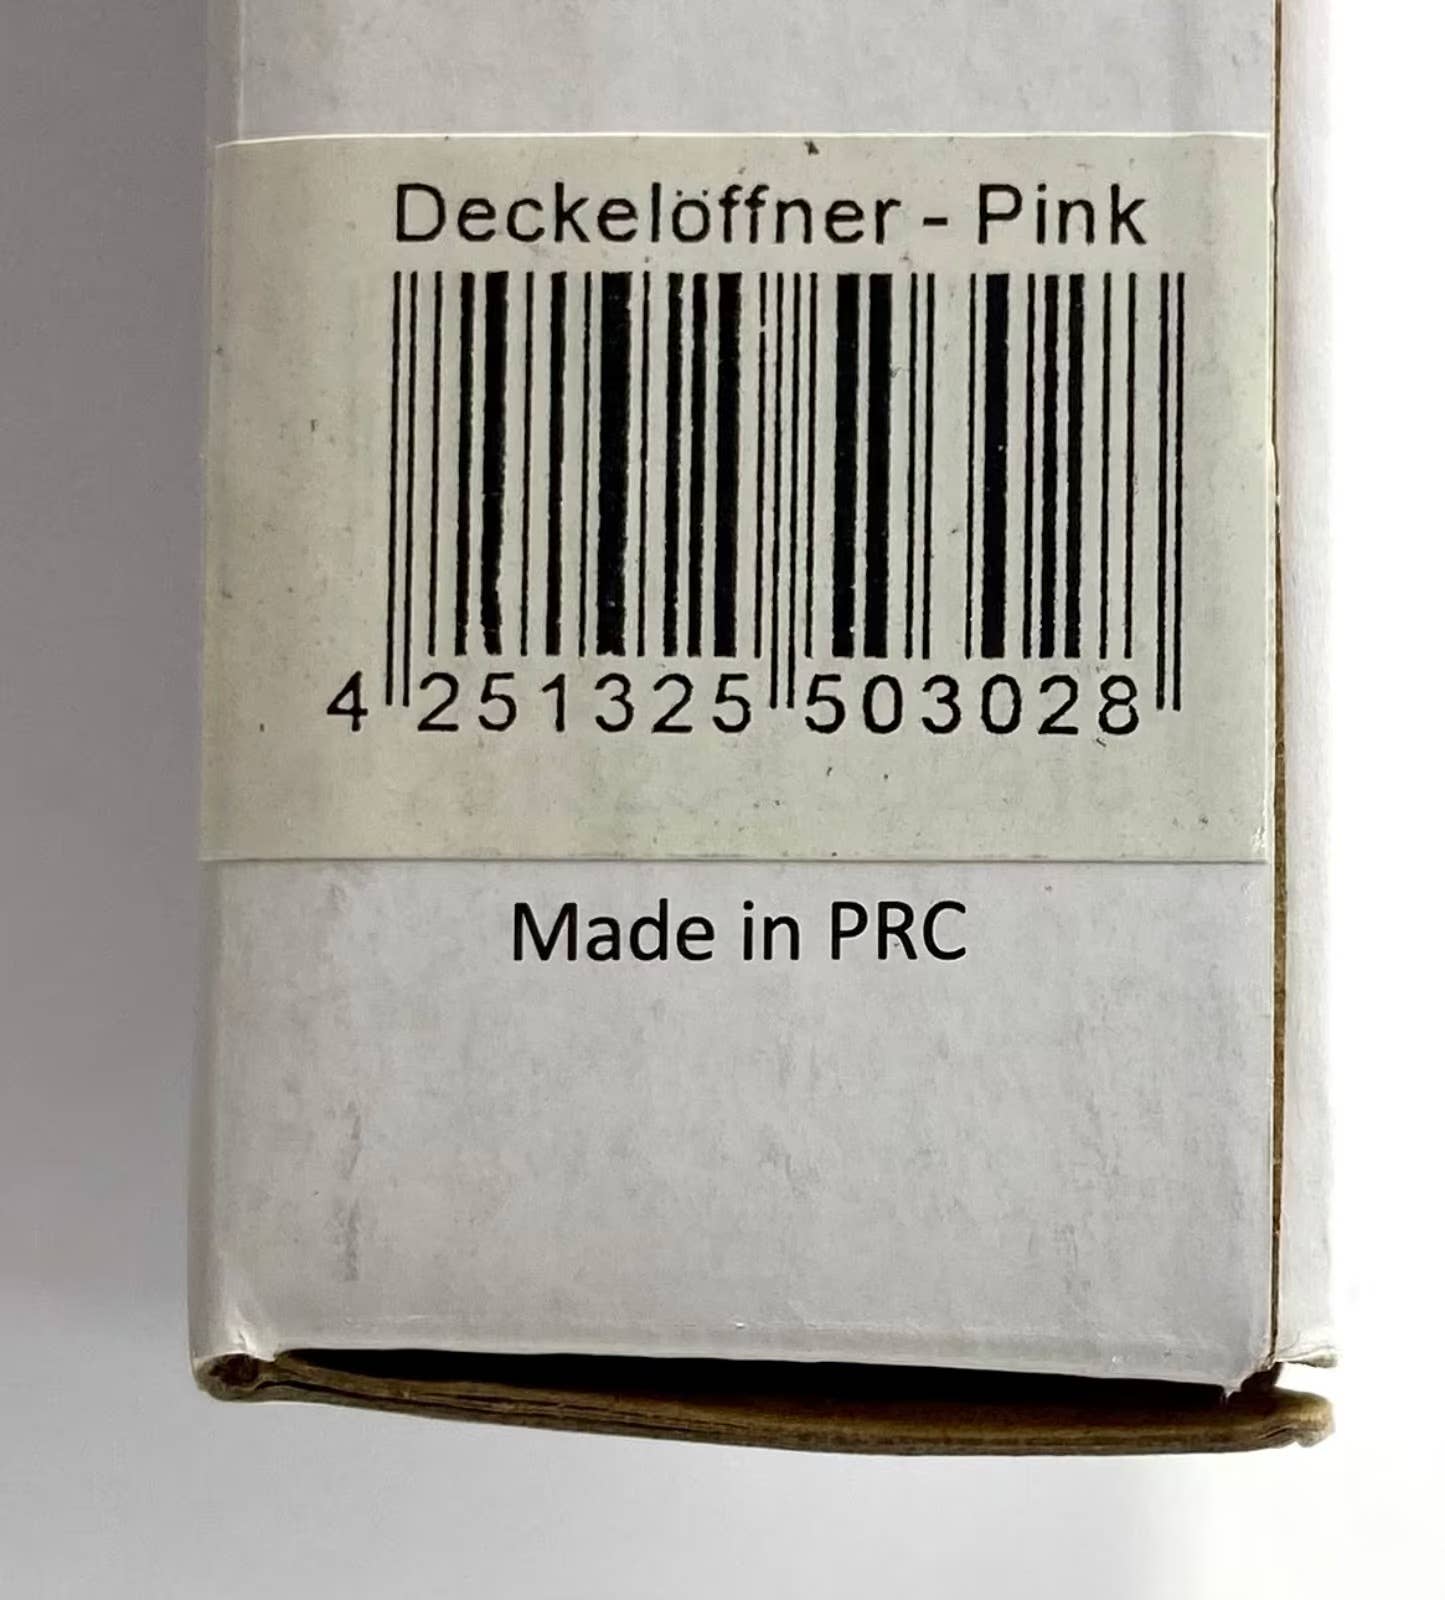 Deckelöffner - Pink
4 251325 503028
Made in PRC